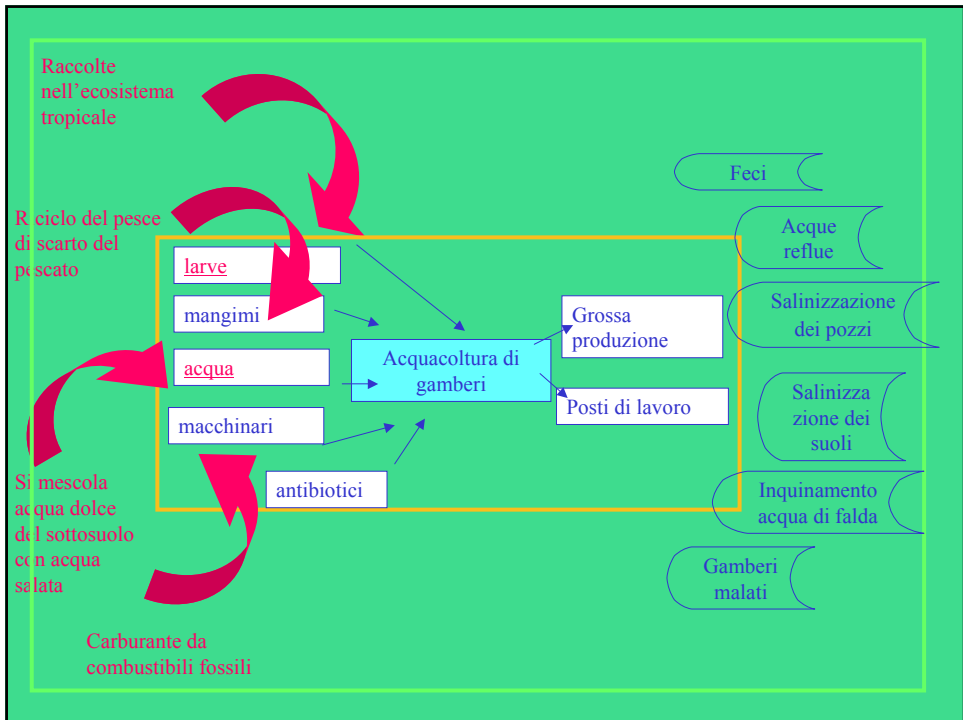 Raccolte
nell’ecosistema
tropicale
Riciclo del pesce
di scarto del
pescato
Si mescola
acqua dolce
del sottosuolo
con acqua
salata
Carburante da
combustibili fossili
larve
mangimi
acqua
macchinari
antibiotici
Acquacoltura di
gamberi
Grossa
produzione
Posti di lavoro
Feci
Acque
reflue
Salinizzazione
dei pozzi
Salinizza
zione dei
suoli
Inquinamento
acqua di falda
Gamberi
malati